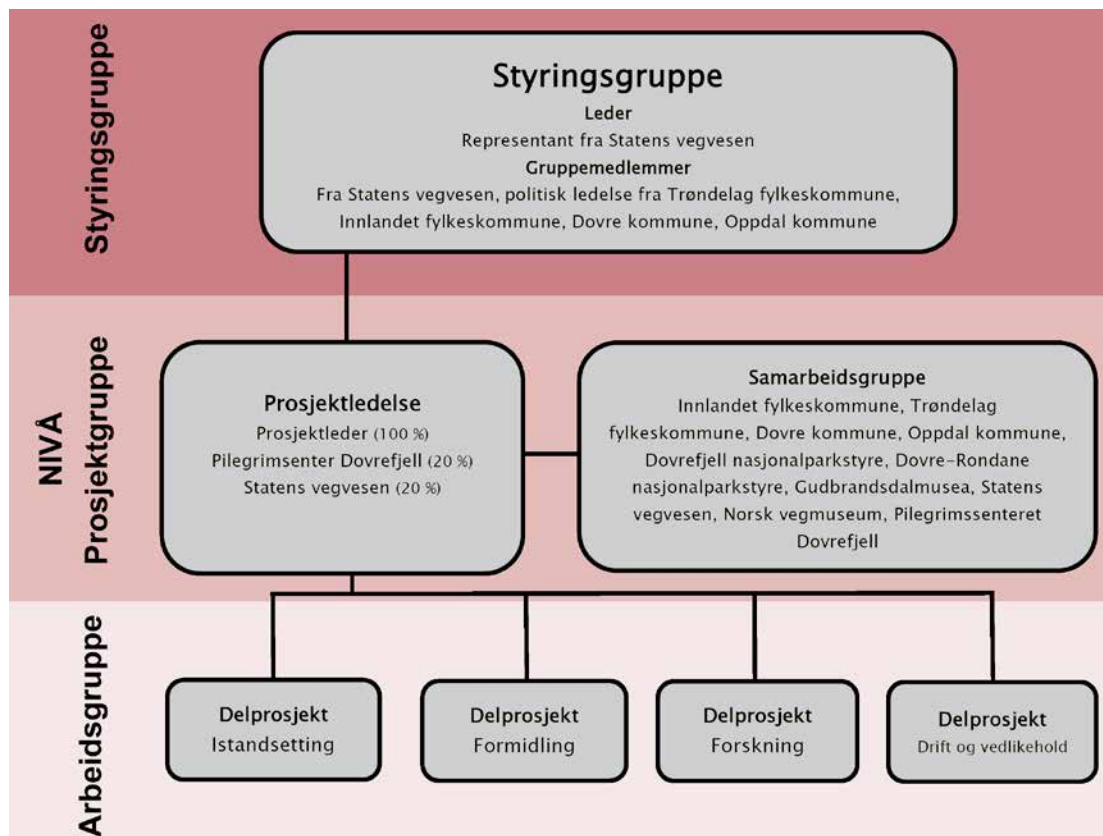 Styringsgruppe
Styringsgruppe
Leder
Representant fra Statens vegvesen
Gruppemedlemmer
Fra Statens vegvesen, politisk ledelse fra Trøndelag fylkeskommune,
Innlandet fylkeskommune, Dovre kommune, Oppdal kommune
NIVÅ
Prosjektgruppe
Prosjektledelse
Prosjektleder (100 %)
Pilegrimsenter Dovrefjell (20 %)
Statens vegvesen (20 %)
Samarbeidsgruppe
Innlandet fylkeskommune, Trøndelag
fylkeskommune, Dovre kommune, Oppdal kommune,
Dovrefjell nasjonalparkstyre, Dovre-Rondane
nasjonalparkstyre, Gudbrandsdalmusea, Statens
vegvesen, Norsk vegmuseum, Pilegrimssenteret
Dovrefjell
Arbeidsgruppe
Delprosjekt
Istandsetting
Delprosjekt
Formidling
Delprosjekt
Forskning
Delprosjekt
Drift og vedlikehold